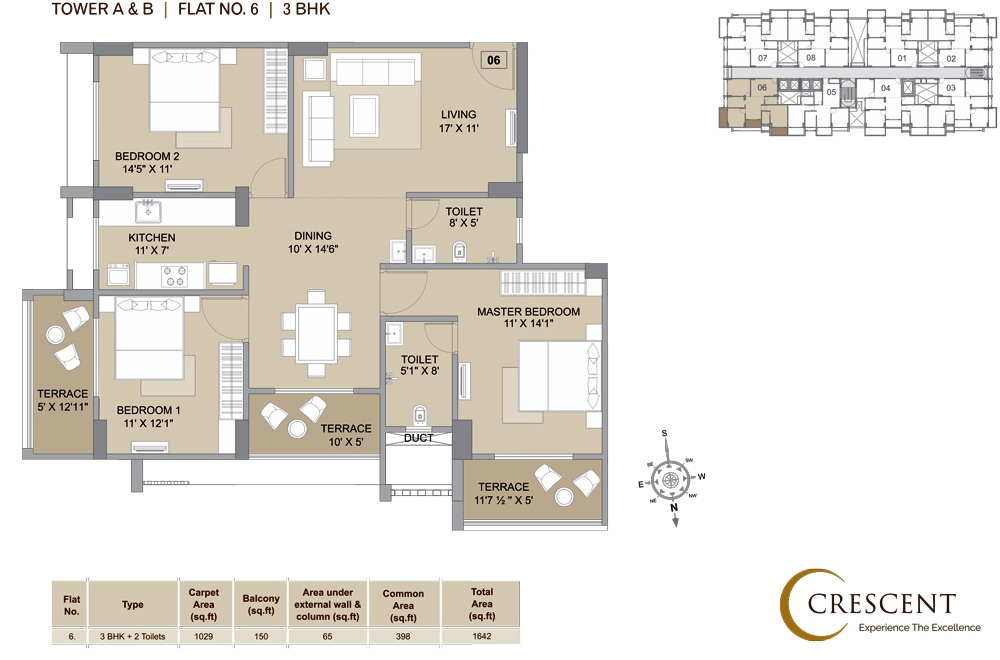 TOWER A & B | FLAT NO. 6 | 3 BHK
07
08
01
02
06
05
04
03
06
LIVING
17' X 11'
BEDROOM 2
14'5" X 11'
TOILET
8' X 5'
KITCHEN
11' X 7'
DINING
10' X 14'6"
MASTER BEDROOM
11' X 14'1"
TOILET
5'1" X 8'
TERRACE
5' X 12'11"
BEDROOM 1
11' X 12'1"
TERRACE
10' X 5'
DUCT
TERRACE
11'7 ½ " X 5'
S
SE
SW
E
W
NE
NW
N
Flat No.
Type
Carpet Area (sq.ft)
Balcony (sq.ft)
Area under external wall & column (sq.ft)
Common Area (sq.ft)
Total Area (sq.ft)
6. 3 BHK + 2 Toilets 1029 150 65 398 1642
CRESCENT
Experience The Excellence